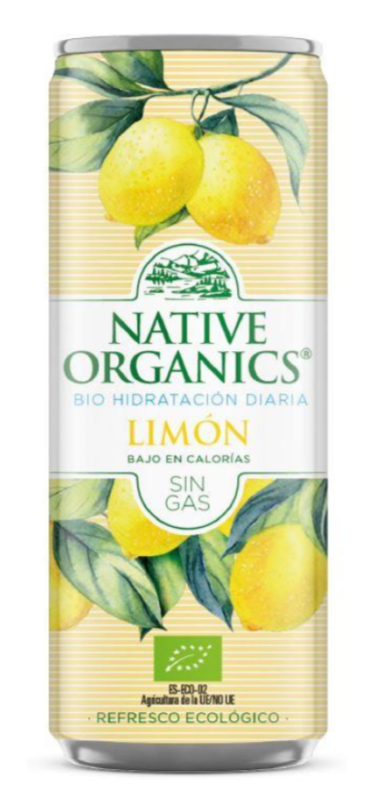 NATIVE
ORGANICS®
BIO HIDRATACIÓN DIARIA
LIMÓN
BAJO EN CALORÍAS
SIN
GAS
ES-ECO-02
Agricultura de la UE/NO UE
· REFRESCO ECOLÓGICO ·